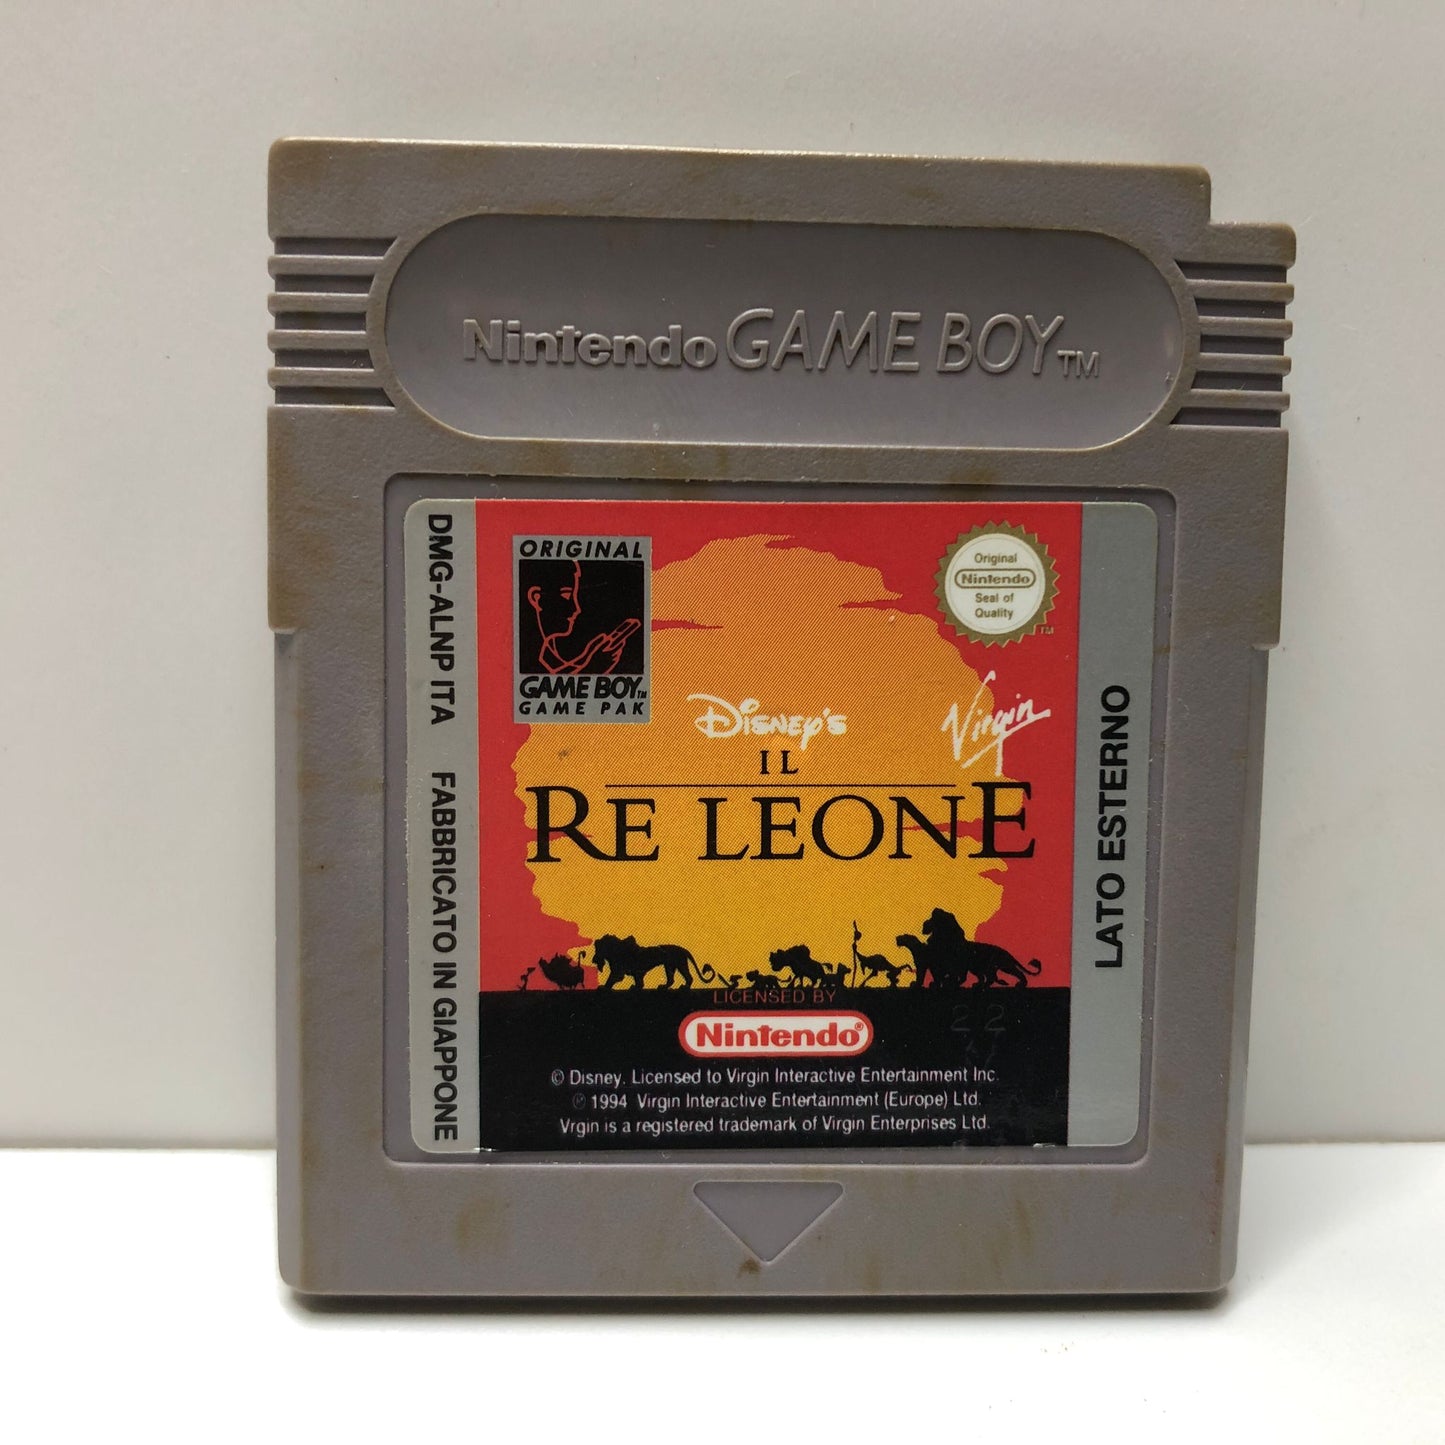 Nintendo GAME BOY™
DMG-ALNP ITA FABBRICATO IN GIAPPONE
ORIGINAL
GAME BOY™
GAME PAK
Original
Nintendo
Seal of
Quality
TM
Disney's
Virgin
IL
RE LEONE
LATO ESTERNO
LICENSED BY
Nintendo®
22
© Disney. Licensed to Virgin Interactive Entertainment Inc.
℗ 1994 Virgin Interactive Entertainment (Europe) Ltd.
Vrgin is a registered trademark of Virgin Enterprises Ltd.